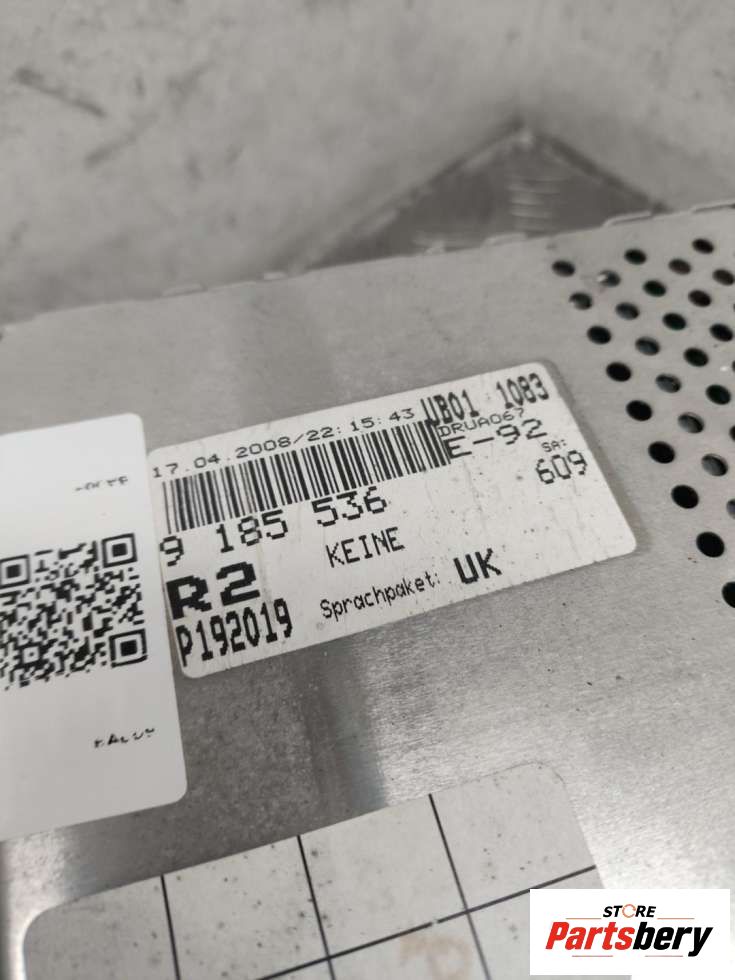 17.04.2008/22:15:43 UB01 1083
DRUA067
E-92
SA:
9 185 536
609
R2 KEINE
P192019 Sprachpaket: UK
STORE
Partsbery